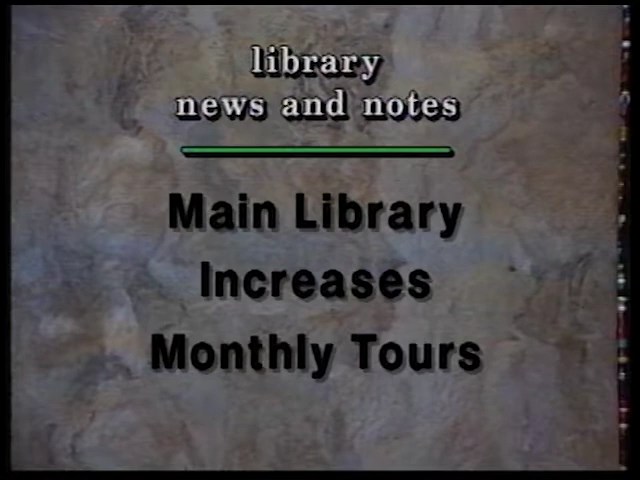 library
news and notes
Main Library
Increases
Monthly Tours